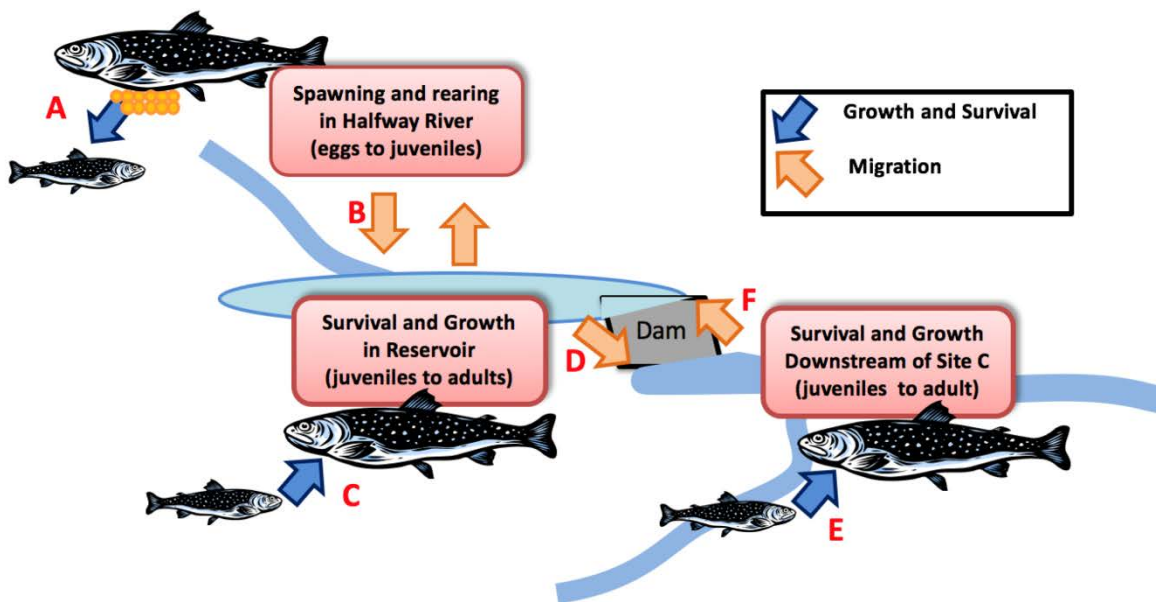 A
Spawning and rearing
in Halfway River
(eggs to juveniles)
Growth and Survival
Migration
B
Survival and Growth
in Reservoir
(juveniles to adults)
D
Dam
F
Survival and Growth
Downstream of Site C
(juveniles to adult)
C
E